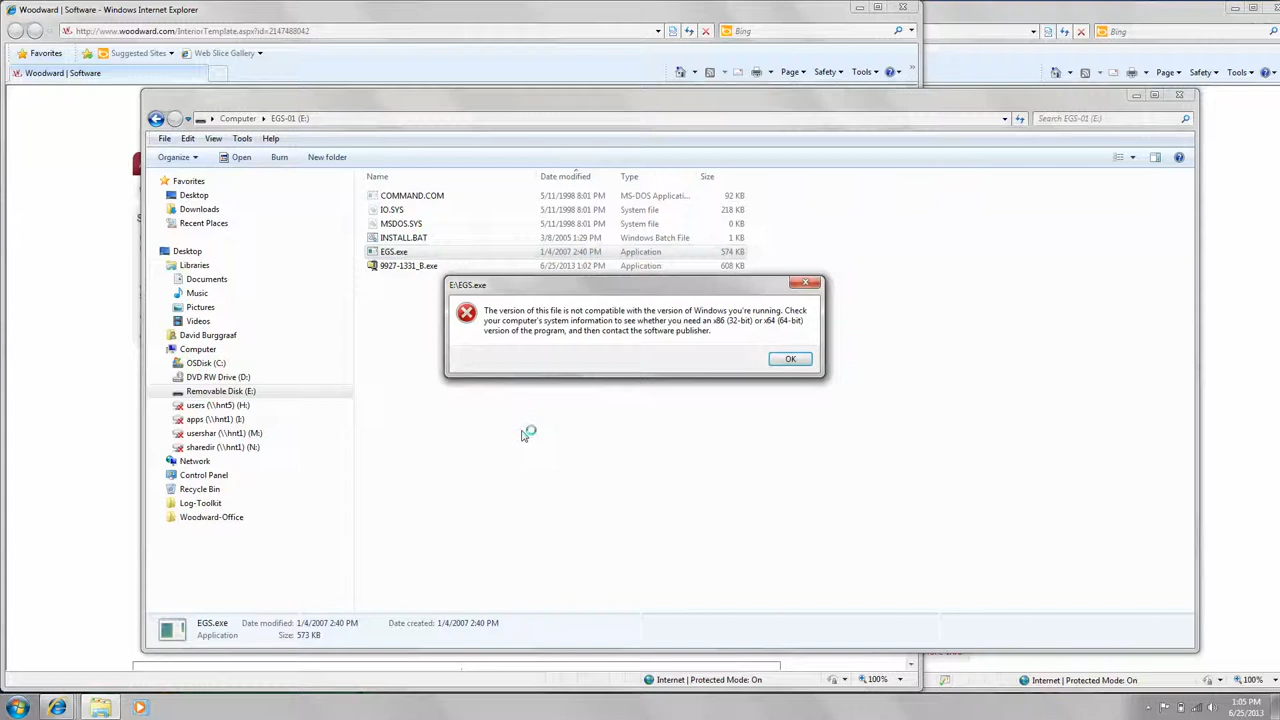 Woodward | Software - Windows Internet Explorer
http://www.woodward.com/InteriorTemplate.aspx?id=2147488042
Bing
Bing
Favorites
Suggested Sites
Web Slice Gallery
Woodward | Software
Page
Safety
Tools
Page
Safety
Tools
Computer
EGS-01 (E:)
Search EGS-01 (E:)
File Edit View Tools Help
Organize Open Burn New folder
Name Date modified Type Size
COMMAND.COM 5/11/1998 8:01 PM MS-DOS Applicati... 92 KB
IO.SYS 5/11/1998 8:01 PM System file 218 KB
MSDOS.SYS 5/11/1998 8:01 PM System file 0 KB
INSTALL.BAT 3/8/2005 1:29 PM Windows Batch File 1 KB
EGS.exe 1/4/2007 2:40 PM Application 574 KB
9927-1331_B.exe 6/25/2013 1:02 PM Application 608 KB
Favorites
Desktop
Downloads
Recent Places
Desktop
Libraries
Documents
Music
Pictures
Videos
David Burggraaf
Computer
OSDisk (C:)
DVD RW Drive (D:)
Removable Disk (E:)
users (\\hnt5) (H:)
apps (\\hnt1) (I:)
usershar (\\hnt1) (M:)
sharedir (\\hnt1) (N:)
Network
Control Panel
Recycle Bin
Log-Toolkit
Woodward-Office
E:\EGS.exe
The version of this file is not compatible with the version of Windows you're running. Check
your computer's system information to see whether you need an x86 (32-bit) or x64 (64-bit)
version of the program, and then contact the software publisher.
OK
EGS.exe Date modified: 1/4/2007 2:40 PM Date created: 1/4/2007 2:40 PM
Application Size: 573 KB
Internet | Protected Mode: On
100%
Internet | Protected Mode: On
100%
1:05 PM
6/25/2013